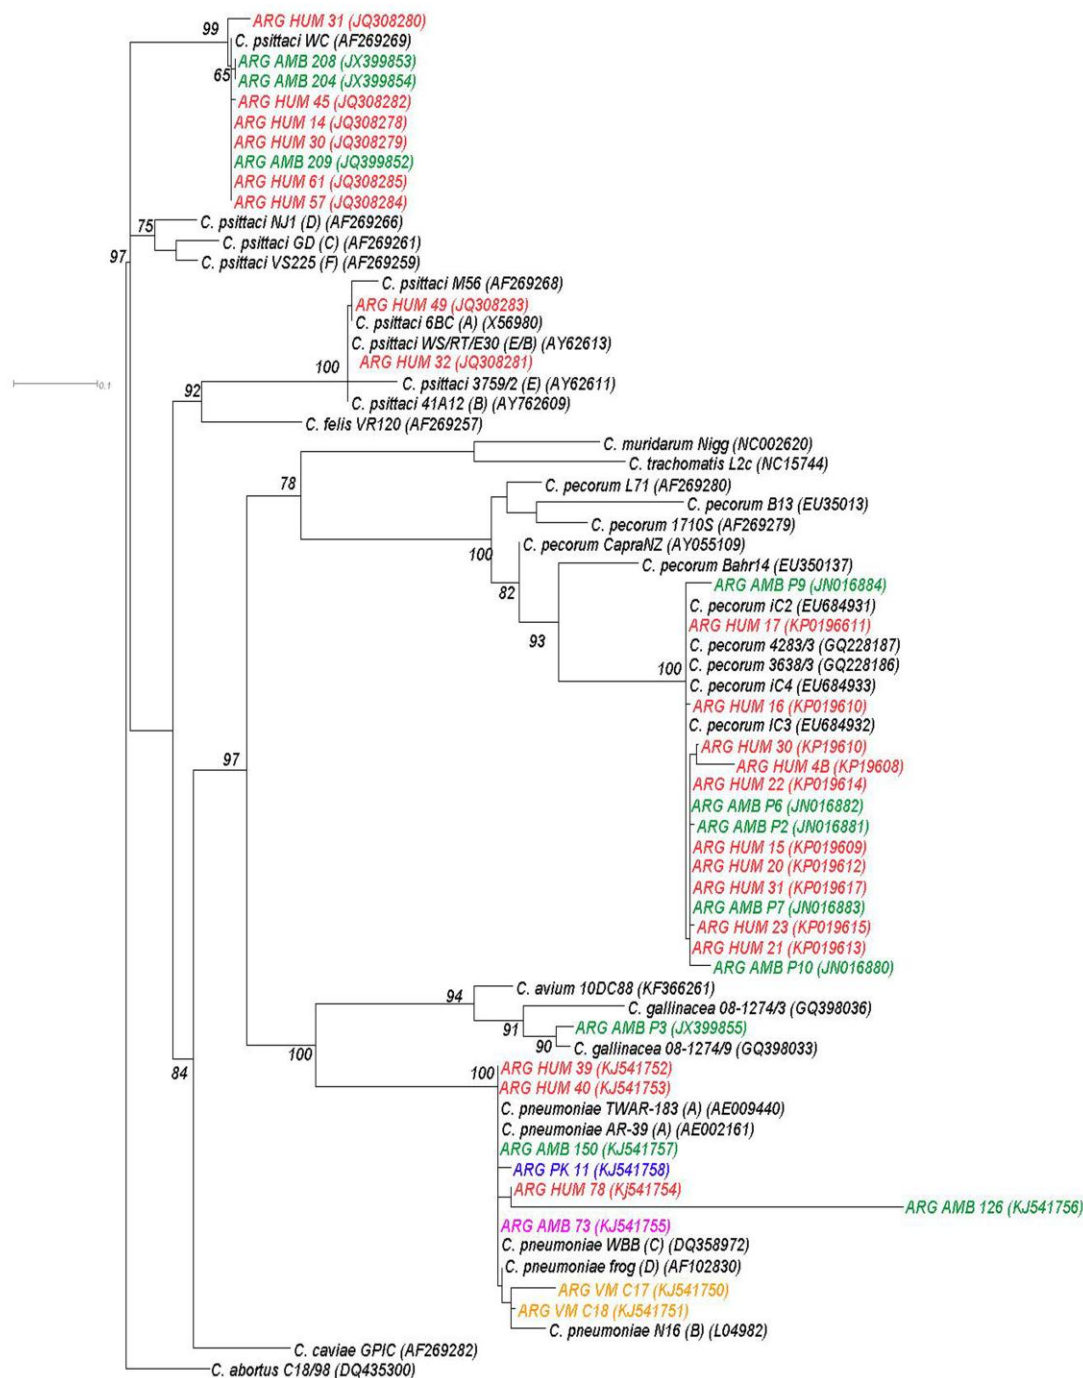 ARG HUM 31 (JQ308280)
99
C. psittaci WC (AF269269)
ARG AMB 208 (JX399853)
65
ARG AMB 204 (JX399854)
ARG HUM 45 (JQ308282)
ARG HUM 14 (JQ308278)
ARG HUM 30 (JQ308279)
ARG AMB 209 (JQ399852)
ARG HUM 61 (JQ308285)
ARG HUM 57 (JQ308284)
75
C. psittaci NJ1 (D) (AF269266)
C. psittaci GD (C) (AF269261)
97
C. psittaci VS225 (F) (AF269259)
C. psittaci M56 (AF269268)
ARG HUM 49 (JQ308283)
C. psittaci 6BC (A) (X56980)
C. psittaci WS/RT/E30 (E/B) (AY62613)
100
ARG HUM 32 (JQ308281)
0.1
C. psittaci 3759/2 (E) (AY62611)
92
C. psittaci 41A12 (B) (AY762609)
C. felis VR120 (AF269257)
C. muridarum Nigg (NC002620)
C. trachomatis L2c (NC15744)
78
C. pecorum L71 (AF269280)
C. pecorum B13 (EU35013)
C. pecorum 1710S (AF269279)
100
C. pecorum CapraNZ (AY055109)
C. pecorum Bahr14 (EU350137)
82
ARG AMB P9 (JN016884)
C. pecorum iC2 (EU684931)
ARG HUM 17 (KP0196611)
93
C. pecorum 4283/3 (GQ228187)
100
C. pecorum 3638/3 (GQ228186)
C. pecorum iC4 (EU684933)
ARG HUM 16 (KP019610)
C. pecorum IC3 (EU684932)
ARG HUM 30 (KP19610)
97
ARG HUM 4B (KP19608)
ARG HUM 22 (KP019614)
ARG AMB P6 (JN016882)
ARG AMB P2 (JN016881)
ARG HUM 15 (KP019609)
ARG HUM 20 (KP019612)
ARG HUM 31 (KP019617)
ARG AMB P7 (JN016883)
ARG HUM 23 (KP019615)
ARG HUM 21 (KP019613)
ARG AMB P10 (JN016880)
94
C. avium 10DC88 (KF366261)
C. gallinacea 08-1274/3 (GQ398036)
91
ARG AMB P3 (JX399855)
90
C. gallinacea 08-1274/9 (GQ398033)
100
84
100
ARG HUM 39 (KJ541752)
ARG HUM 40 (KJ541753)
C. pneumoniae TWAR-183 (A) (AE009440)
C. pneumoniae AR-39 (A) (AE002161)
ARG AMB 150 (KJ541757)
ARG PK 11 (KJ541758)
ARG HUM 78 (Kj541754)
ARG AMB 126 (KJ541756)
ARG AMB 73 (KJ541755)
C. pneumoniae WBB (C) (DQ358972)
C. pneumoniae frog (D) (AF102830)
ARG VM C17 (KJ541750)
ARG VM C18 (KJ541751)
C. pneumoniae N16 (B) (L04982)
C. caviae GPIC (AF269282)
C. abortus C18/98 (DQ435300)